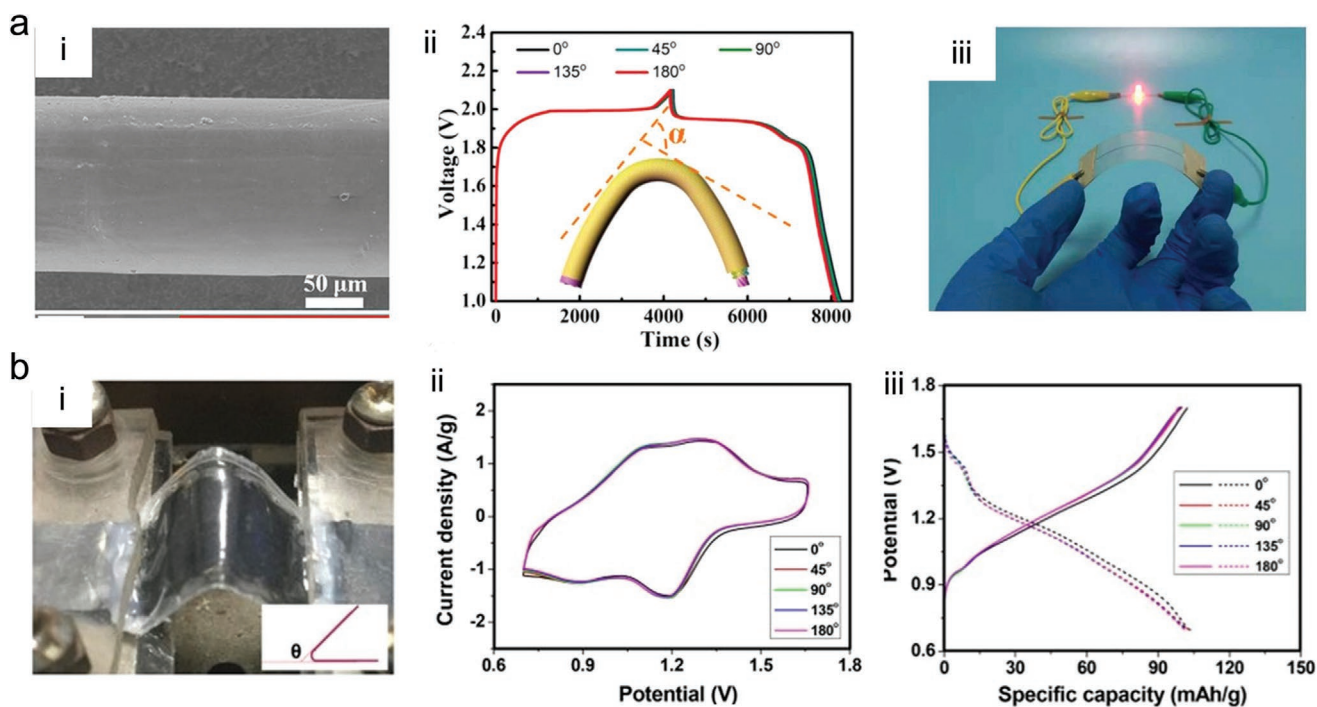 a
i
50 μm
ii
0° 45° 90°
135° 180°
α
2.4
2.2
2.0
1.8
1.6
1.4
1.2
1.0
Voltage (V)
2000 4000 6000 8000
Time (s)
iii
b
i
θ
ii
2
1
0
-1
-2
Current density (A/g)
0°
45°
90°
135°
180°
0.6 0.9 1.2 1.5 1.8
Potential (V)
iii
1.8
1.5
1.2
0.9
0.6
Potential (V)
0°
45°
90°
135°
180°
0 30 60 90 120 150
Specific capacity (mAh/g)